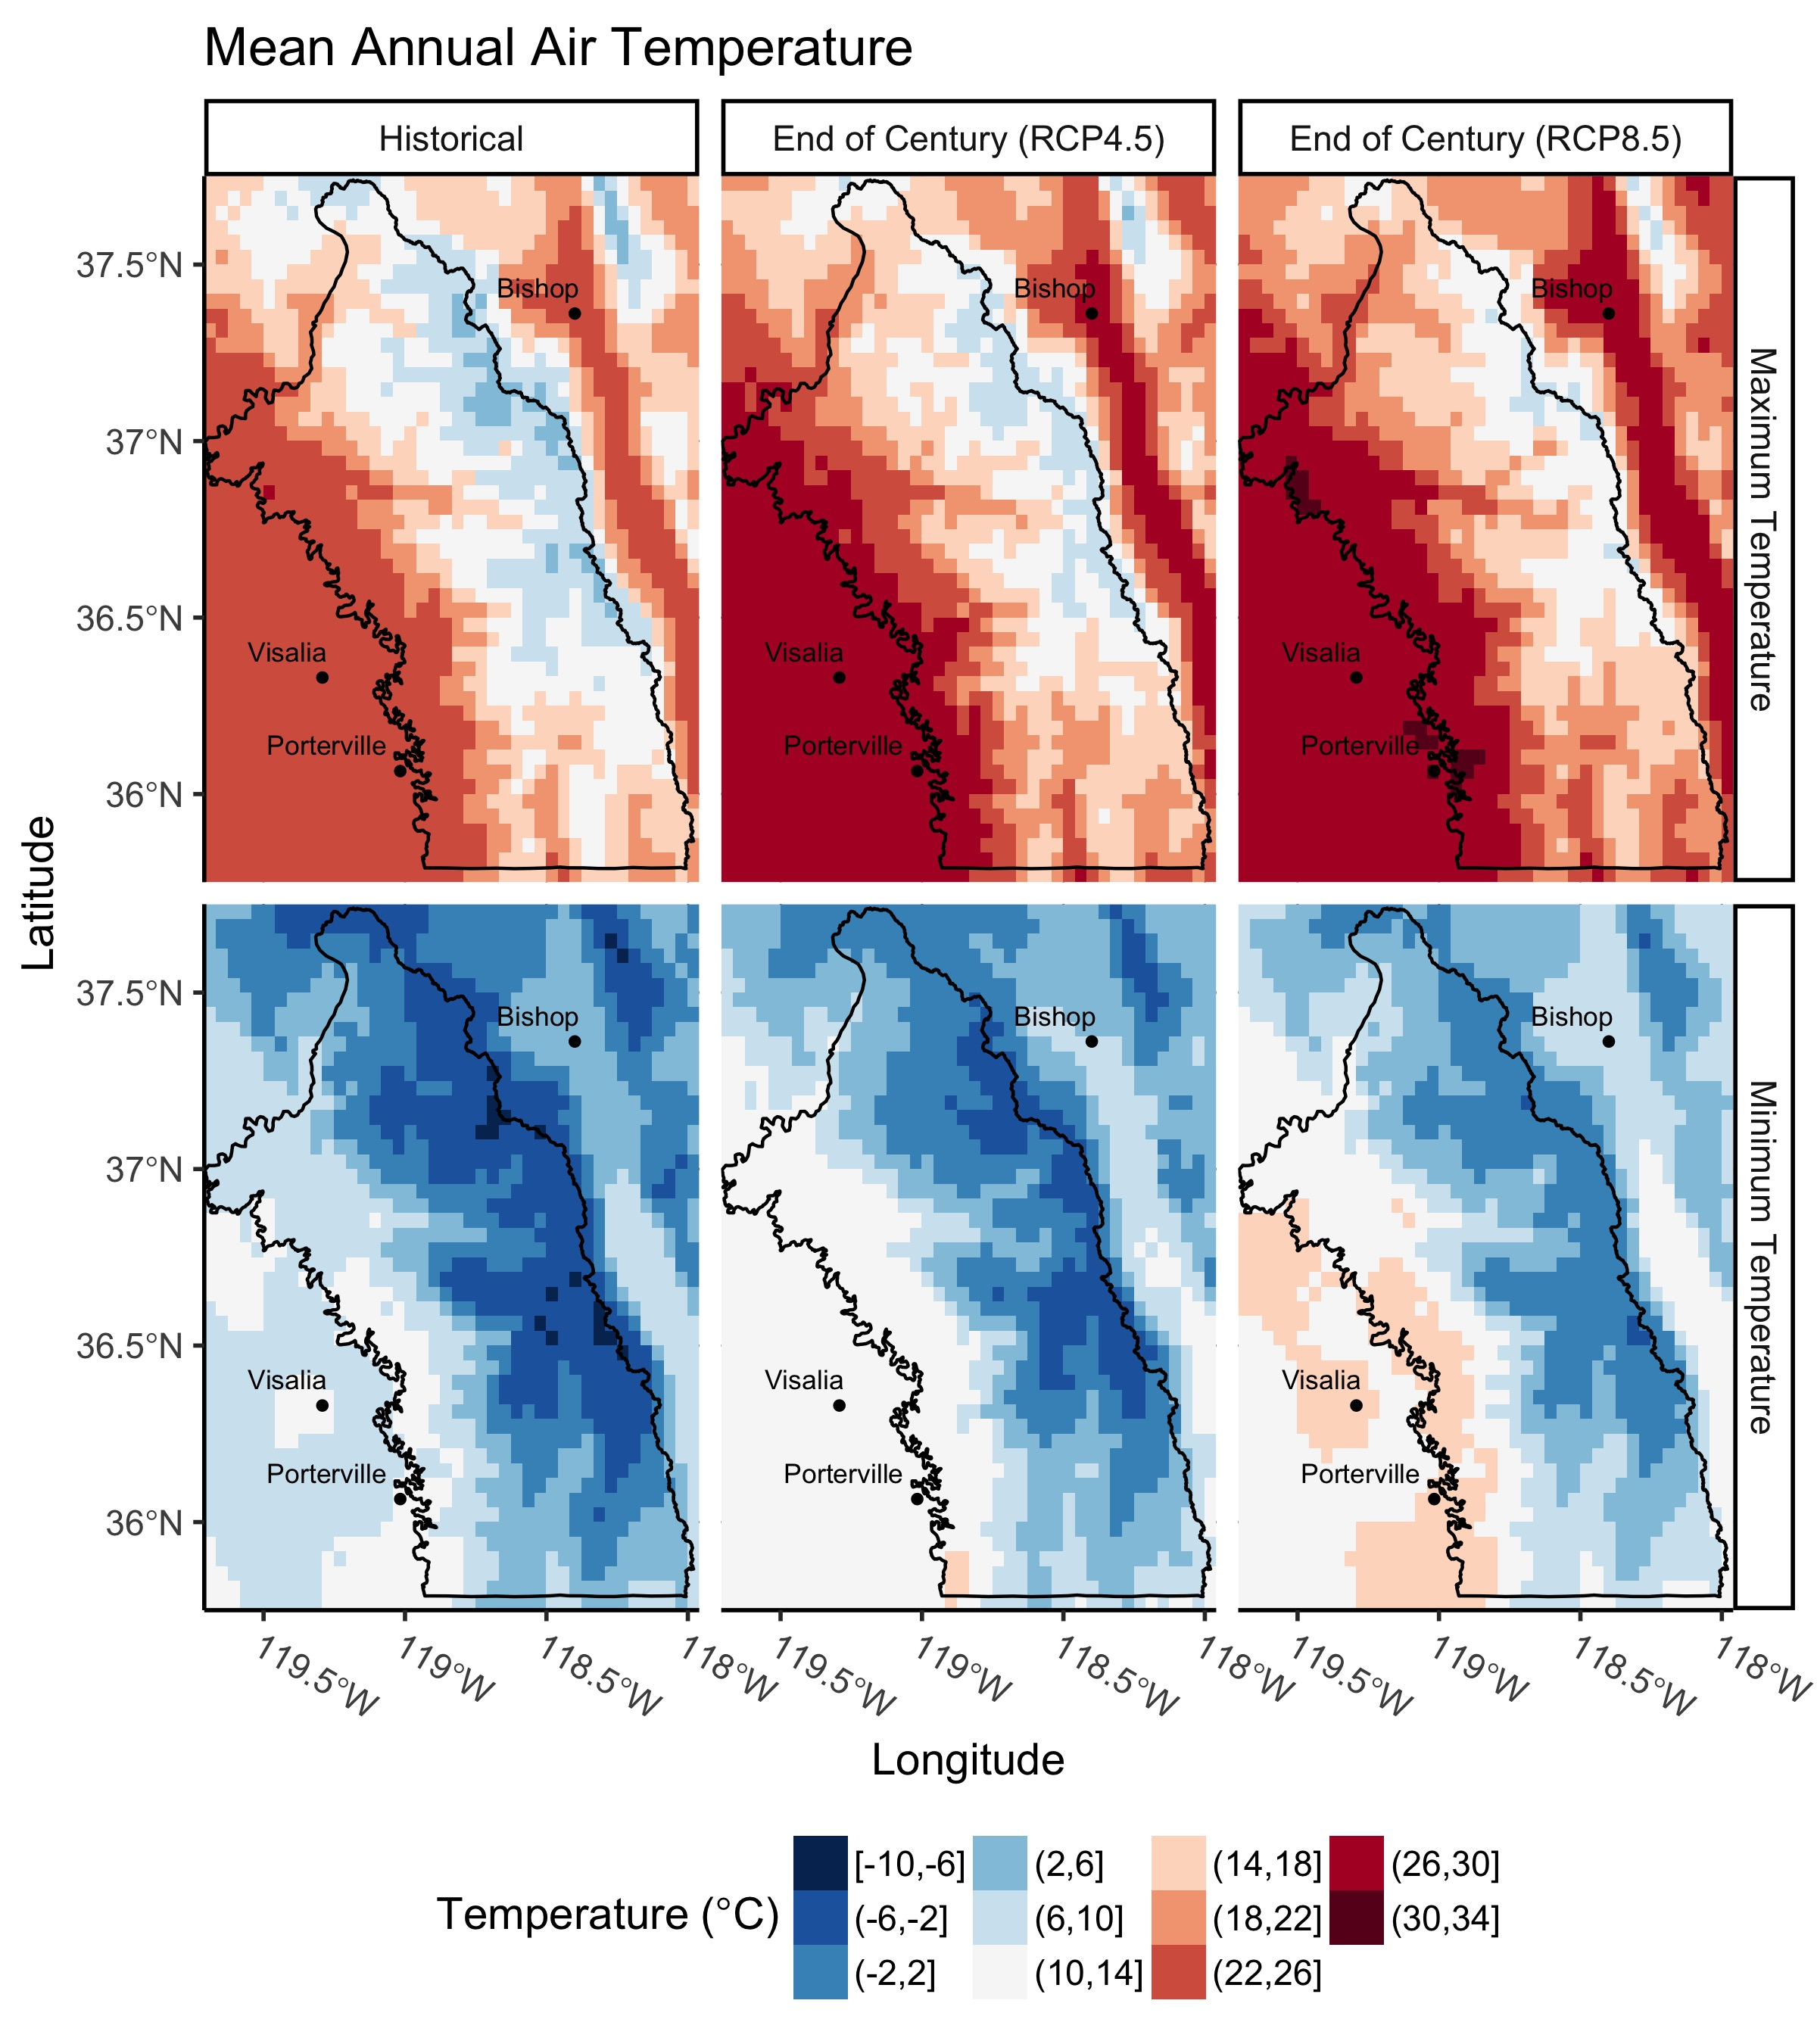 Mean Annual Air Temperature
Historical
End of Century (RCP4.5)
End of Century (RCP8.5)
Latitude
37.5°N
37°N
36.5°N
36°N
Bishop
Visalia
Porterville
Bishop
Visalia
Porterville
Bishop
Visalia
Porterville
Maximum Temperature
37.5°N
37°N
36.5°N
36°N
Bishop
Visalia
Porterville
Bishop
Visalia
Porterville
Bishop
Visalia
Porterville
Minimum Temperature
119.5°W
119°W
118.5°W
118°W
119.5°W
119°W
118.5°W
118°W
119.5°W
119°W
118.5°W
118°W
Longitude
Temperature (°C)
[-10,-6]
(-6,-2]
(-2,2]
(2,6]
(6,10]
(10,14]
(14,18]
(18,22]
(22,26]
(26,30]
(30,34]